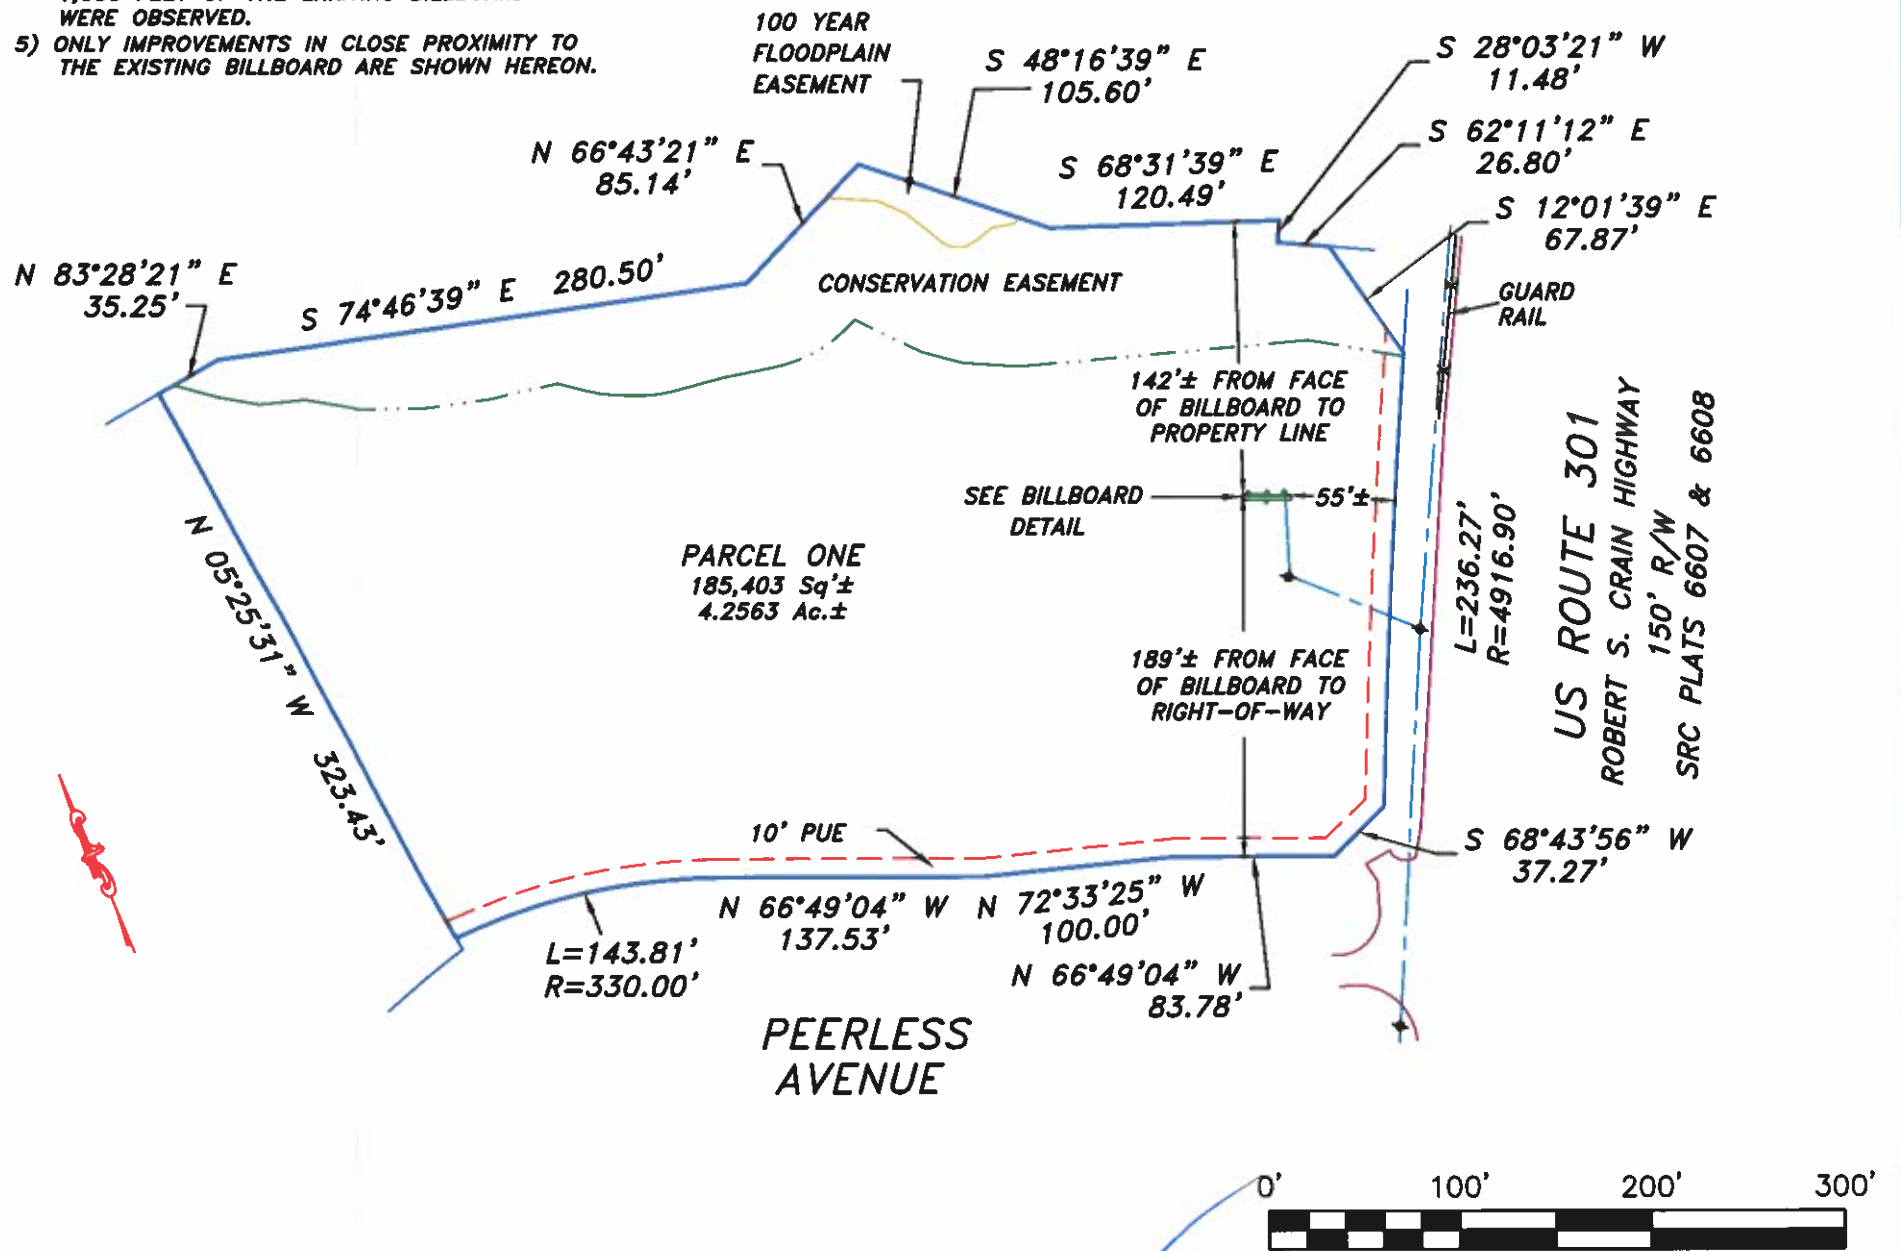 WERE OBSERVED.
5) ONLY IMPROVEMENTS IN CLOSE PROXIMITY TO
THE EXISTING BILLBOARD ARE SHOWN HEREON.
100 YEAR
FLOODPLAIN
EASEMENT
S 48°16'39" E
105.60'
S 28°03'21" W
11.48'
S 62°11'12" E
26.80'
N 66°43'21" E
85.14'
S 68°31'39" E
120.49'
S 12°01'39" E
67.87'
N 83°28'21" E
35.25'
S 74°46'39" E 280.50'
CONSERVATION EASEMENT
GUARD
RAIL
142'± FROM FACE
OF BILLBOARD TO
PROPERTY LINE
SEE BILLBOARD
DETAIL
55'±
PARCEL ONE
185,403 Sq'±
4.2563 Ac.±
N 05°25'31" W 323.43'
189'± FROM FACE
OF BILLBOARD TO
RIGHT-OF-WAY
L=236.27'
R=4916.90'
US ROUTE 301
ROBERT S. CRAIN HIGHWAY
150' R/W
SRC PLATS 6607 & 6608
10' PUE
S 68°43'56" W
37.27'
N 66°49'04" W
137.53'
N 72°33'25" W
100.00'
L=143.81'
R=330.00'
N 66°49'04" W
83.78'
PEERLESS
AVENUE
0' 100' 200' 300'